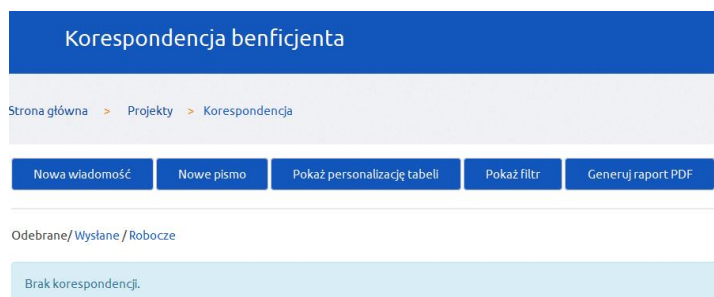 Korespondencja benficjenta
Strona główna > Projekty > Korespondencja
Nowa wiadomość Nowe pismo Pokaż personalizację tabeli Pokaż filtr Generuj raport PDF
Odebrane/ Wysłane / Robocze
Brak korespondencji.